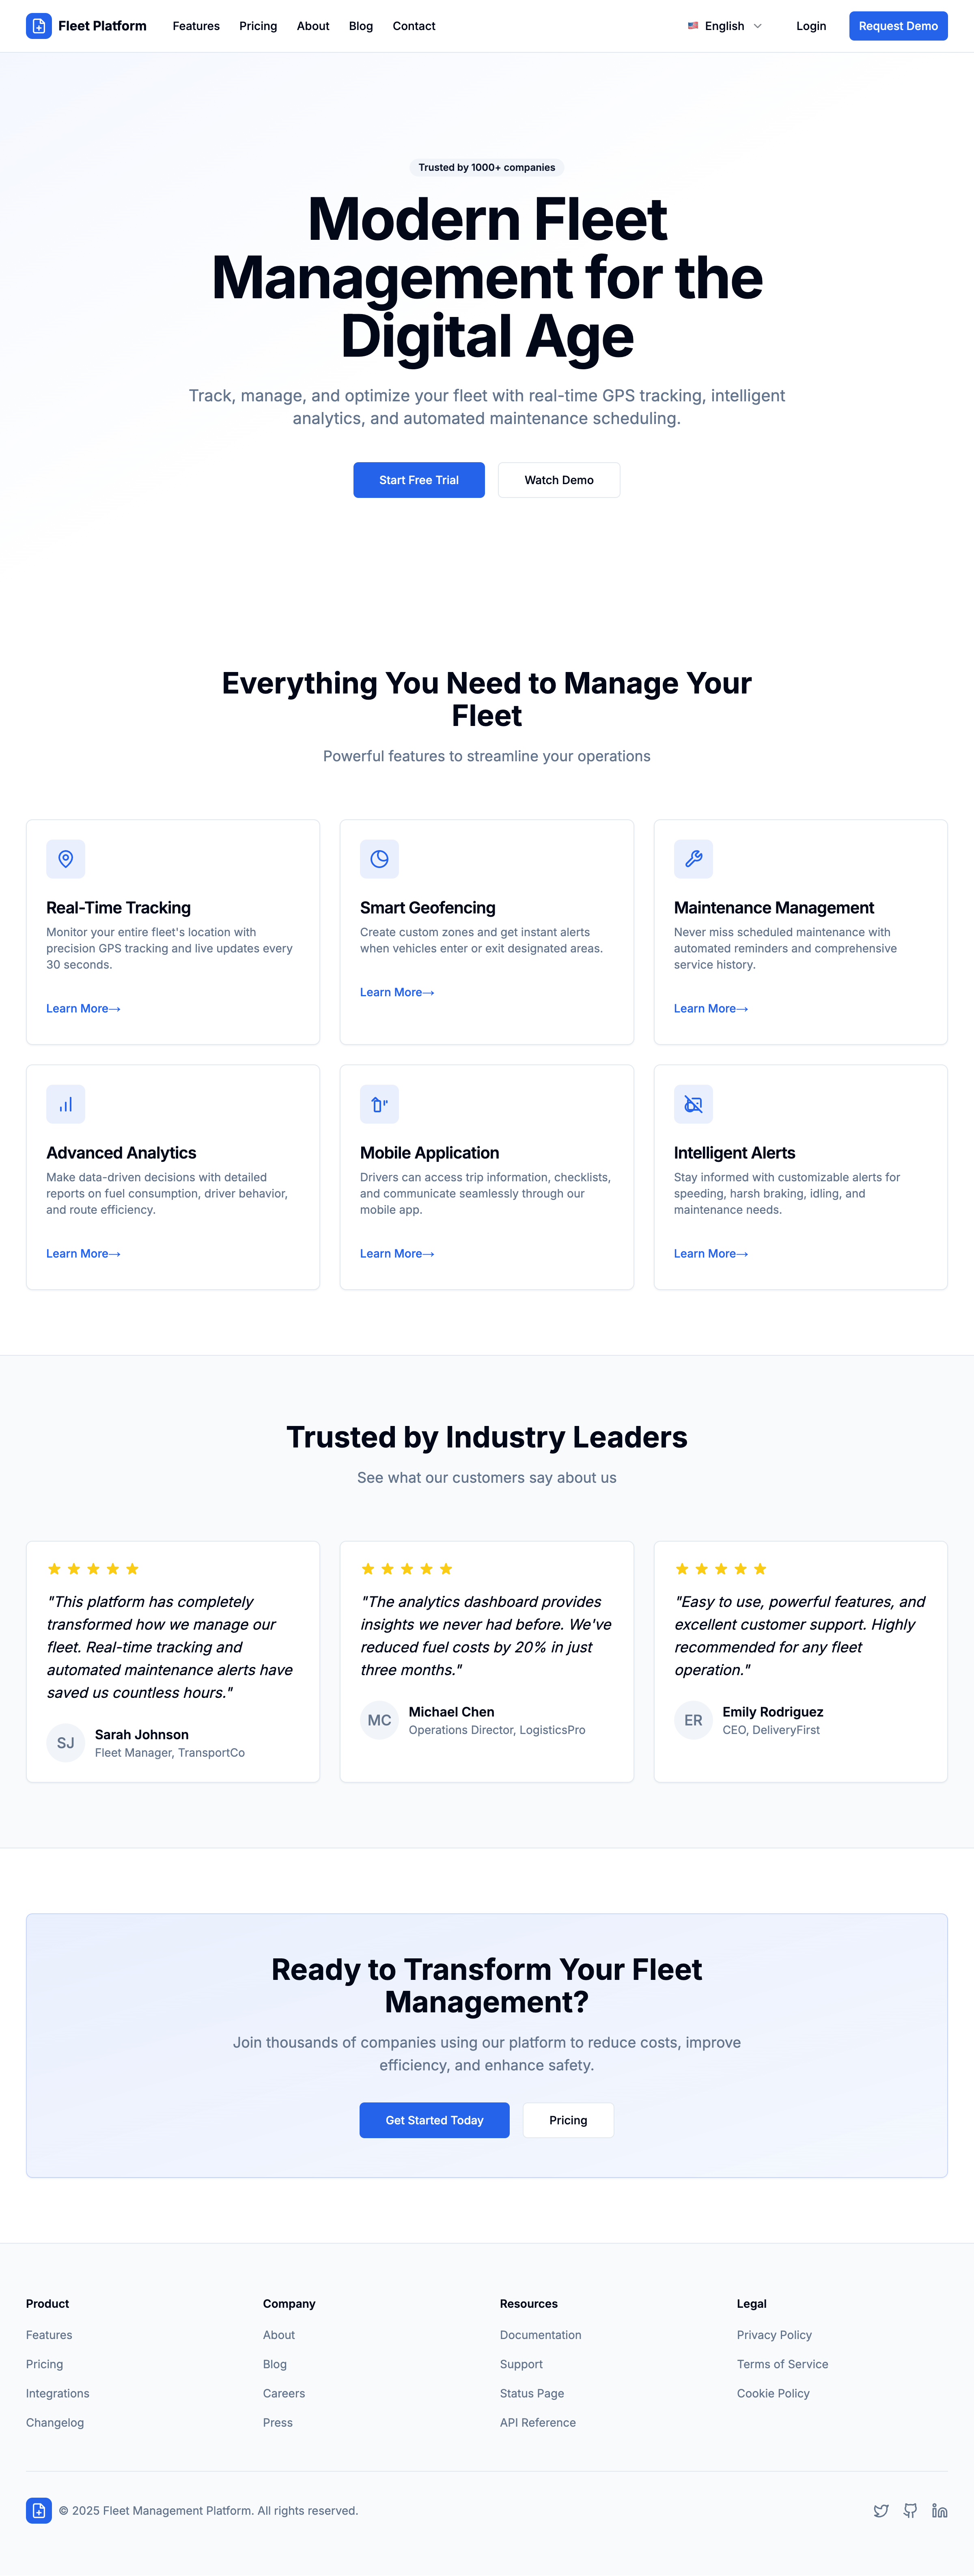 Fleet Platform
Features
Pricing
About
Blog
Contact
English
Login
Request Demo
Trusted by 1000+ companies
Modern Fleet
Management for the
Digital Age
Track, manage, and optimize your fleet with real-time GPS tracking, intelligent
analytics, and automated maintenance scheduling.
Start Free Trial
Watch Demo
Everything You Need to Manage Your
Fleet
Powerful features to streamline your operations
Real-Time Tracking
Monitor your entire fleet's location with
precision GPS tracking and live updates every
30 seconds.
Learn More→
Smart Geofencing
Create custom zones and get instant alerts
when vehicles enter or exit designated areas.
Learn More→
Maintenance Management
Never miss scheduled maintenance with
automated reminders and comprehensive
service history.
Learn More→
Advanced Analytics
Make data-driven decisions with detailed
reports on fuel consumption, driver behavior,
and route efficiency.
Learn More→
Mobile Application
Drivers can access trip information, checklists,
and communicate seamlessly through our
mobile app.
Learn More→
Intelligent Alerts
Stay informed with customizable alerts for
speeding, harsh braking, idling, and
maintenance needs.
Learn More→
Trusted by Industry Leaders
See what our customers say about us
"This platform has completely
transformed how we manage our
fleet. Real-time tracking and
automated maintenance alerts have
saved us countless hours."
SJ
Sarah Johnson
Fleet Manager, TransportCo
"The analytics dashboard provides
insights we never had before. We've
reduced fuel costs by 20% in just
three months."
MC
Michael Chen
Operations Director, LogisticsPro
"Easy to use, powerful features, and
excellent customer support. Highly
recommended for any fleet
operation."
ER
Emily Rodriguez
CEO, DeliveryFirst
Ready to Transform Your Fleet
Management?
Join thousands of companies using our platform to reduce costs, improve
efficiency, and enhance safety.
Get Started Today
Pricing
Product
Features
Pricing
Integrations
Changelog
Company
About
Blog
Careers
Press
Resources
Documentation
Support
Status Page
API Reference
Legal
Privacy Policy
Terms of Service
Cookie Policy
© 2025 Fleet Management Platform. All rights reserved.